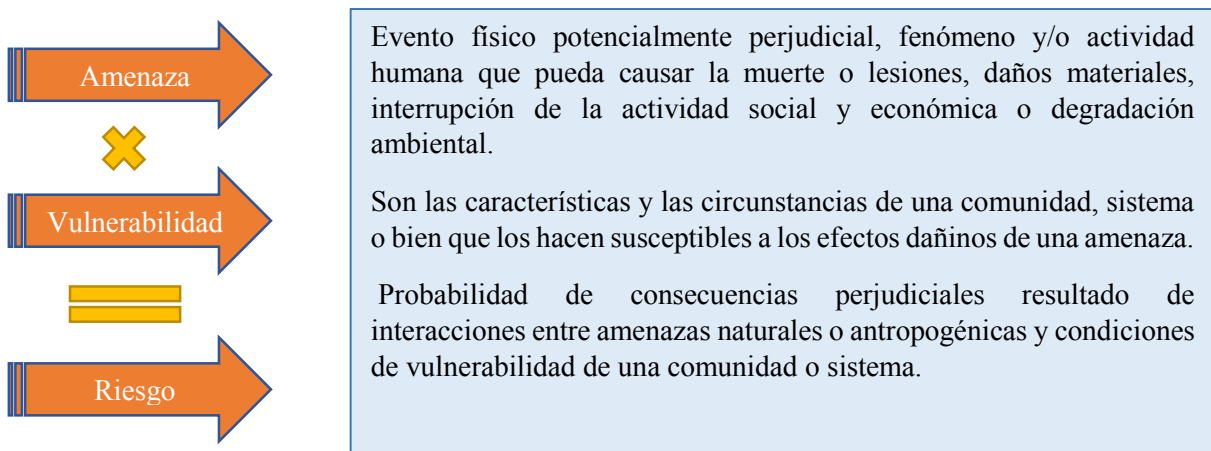 Amenaza
Evento físico potencialmente perjudicial, fenómeno y/o actividad
humana que pueda causar la muerte o lesiones, daños materiales,
interrupción de la actividad social y económica o degradación
ambiental.
Vulnerabilidad
Son las características y las circunstancias de una comunidad, sistema
o bien que los hacen susceptibles a los efectos dañinos de una amenaza.
Riesgo
Probabilidad de consecuencias perjudiciales resultado de
interacciones entre amenazas naturales o antropogénicas y condiciones
de vulnerabilidad de una comunidad o sistema.